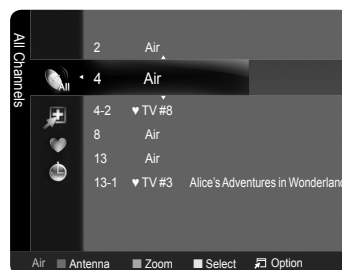 All Channels
2 Air
All 4 Air
4-2 ♥ TV #8
8 Air
13 Air
13-1 ♥ TV #3 Alice's Adventures in Wonderland
Air Antenna Zoom Select Option